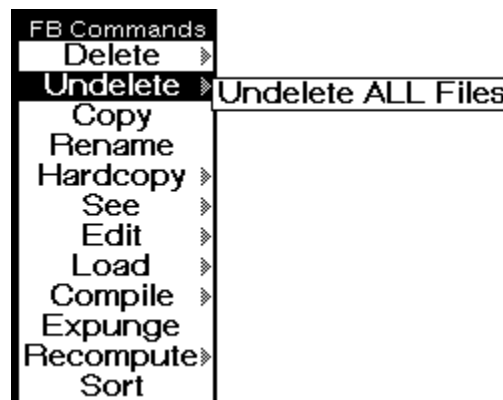 FB Commands
Delete
Undelete
Undelete ALL Files
Copy
Rename
Hardcopy
See
Edit
Load
Compile
Expunge
Recompute
Sort